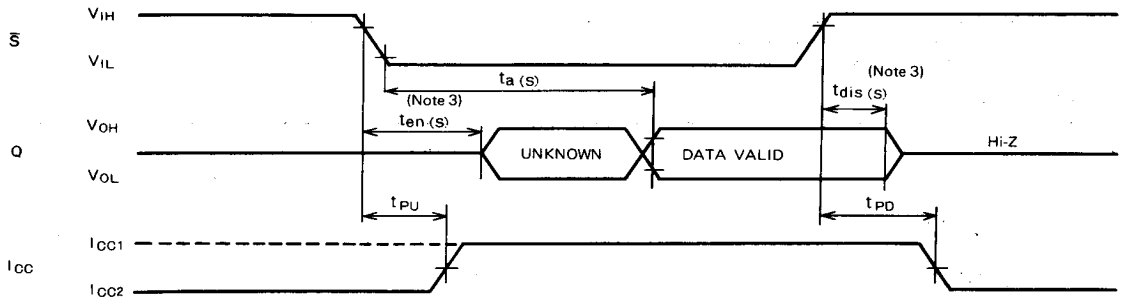 VIH
S̅
VIL
ta (S)
(Note 3)
tdis (S)
(Note 3)
ten (S)
VOH
Q
UNKNOWN
DATA VALID
Hi-Z
VOL
tPU
tPD
ICC1
ICC
ICC2